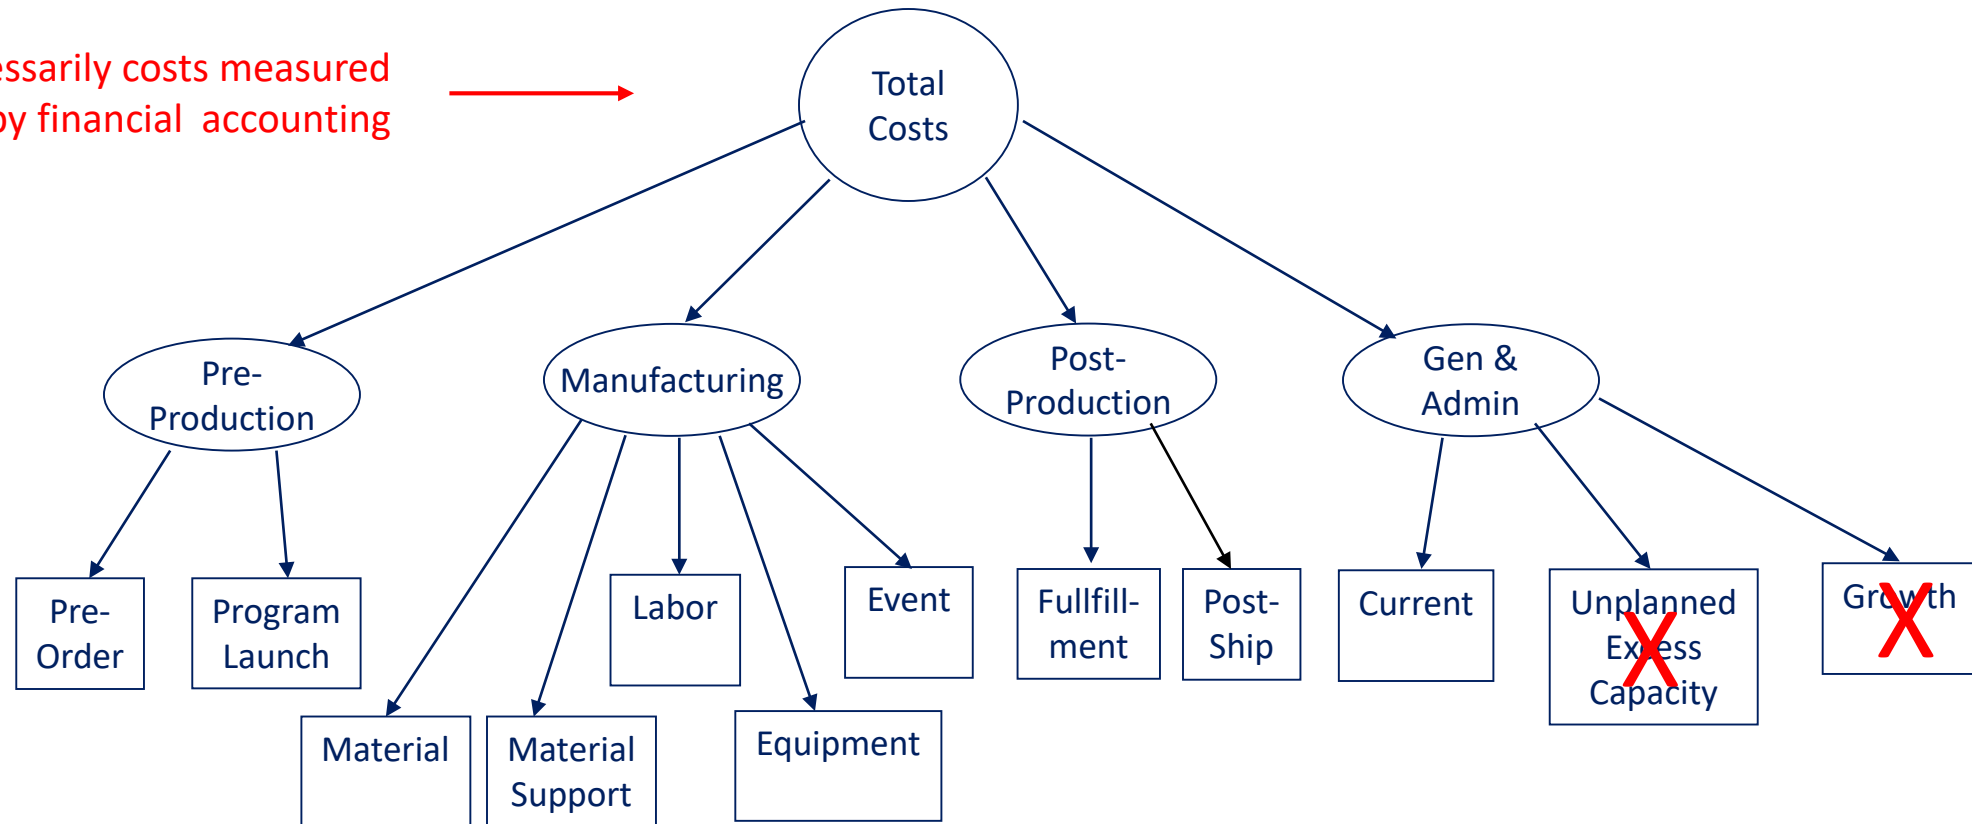 essarily costs measured
by financial accounting
Total
Costs
Pre-
Production
Manufacturing
Post-
Production
Gen &
Admin
Pre-
Order
Program
Launch
Material
Material
Support
Labor
Equipment
Event
Fullfill-
ment
Post-
Ship
Current
Unplanned
Excess
Capacity
X
Growth
X